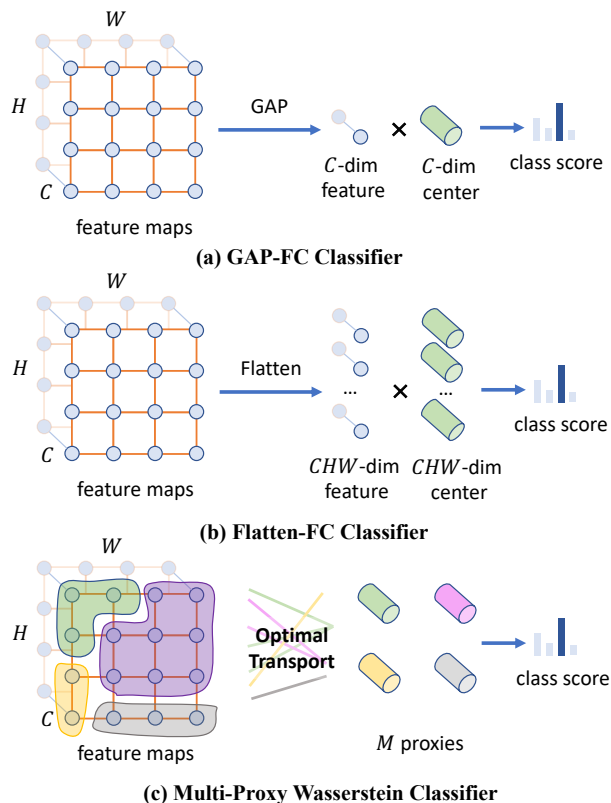 W
H
C
feature maps
GAP
C-dim
feature
×
C-dim
center
class score
(a) GAP-FC Classifier
W
H
C
feature maps
Flatten
...
×
...
CHW-dim
feature
CHW-dim
center
class score
(b) Flatten-FC Classifier
W
H
C
feature maps
Optimal
Transport
M proxies
class score
(c) Multi-Proxy Wasserstein Classifier